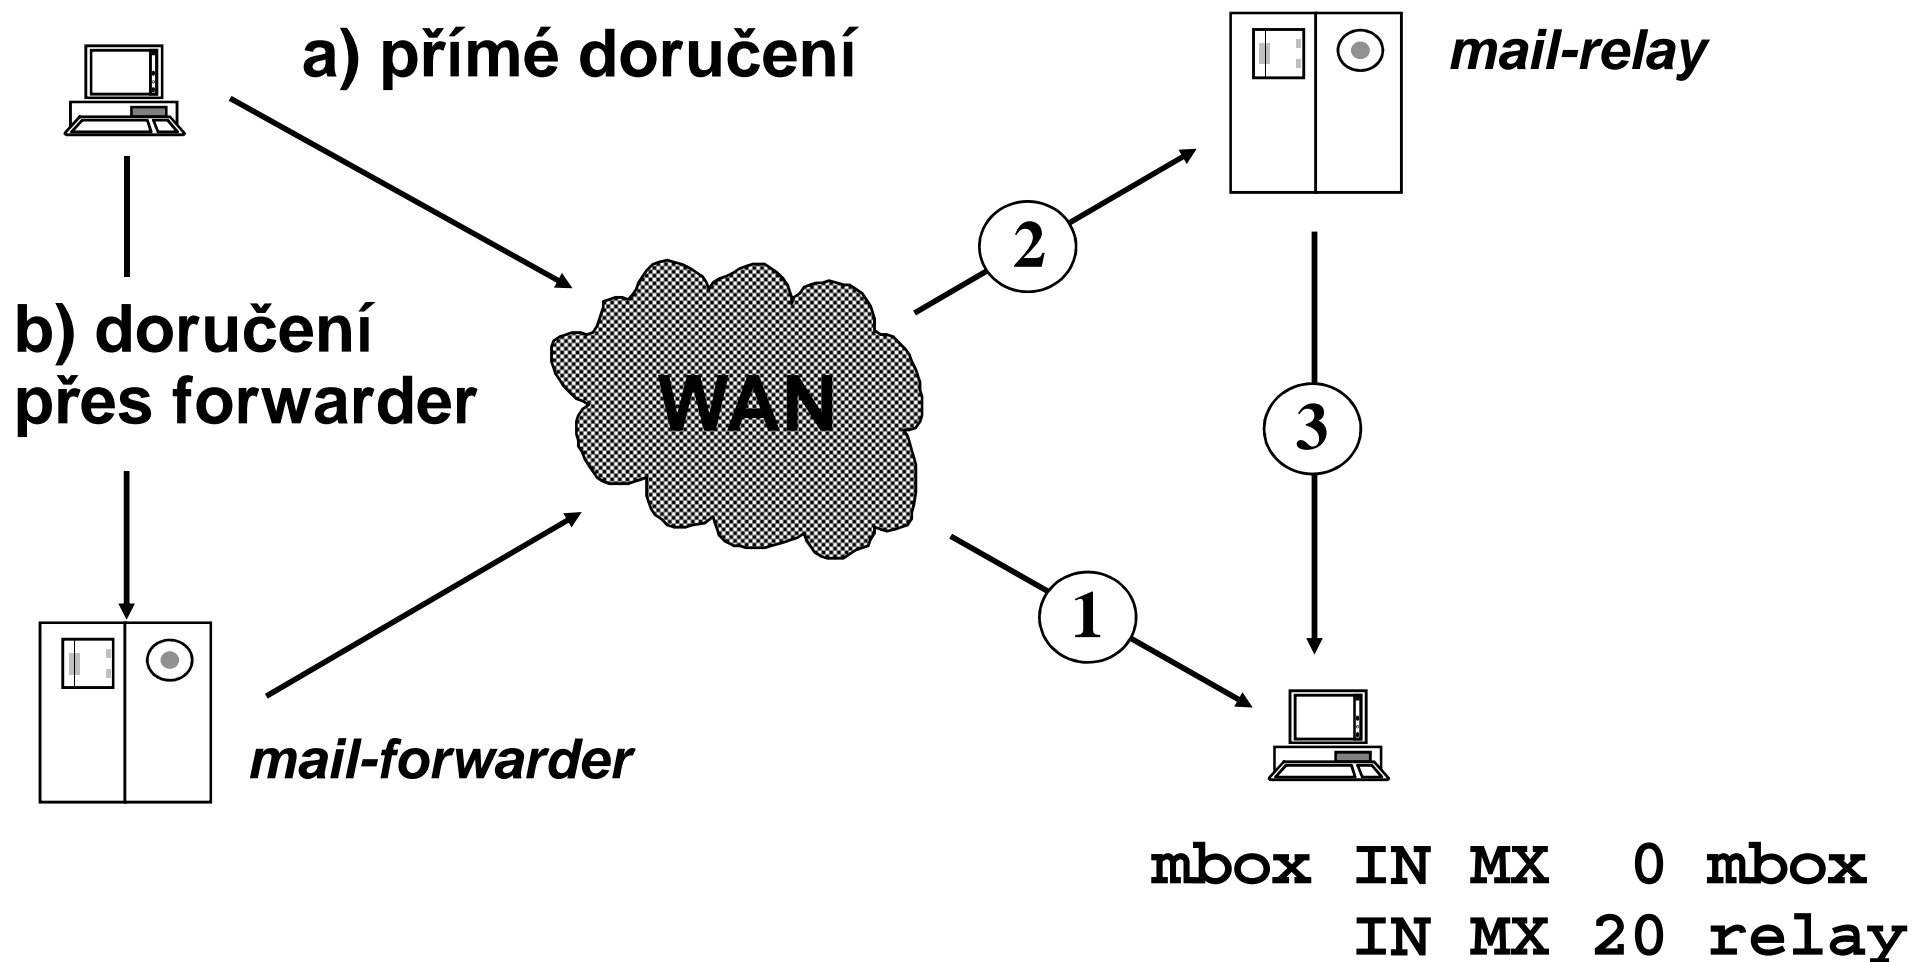 a) přímé doručení
mail-relay
2
b) doručení
přes forwarder
WAN
3
1
mail-forwarder
mbox IN MX 0 mbox
IN MX 20 relay